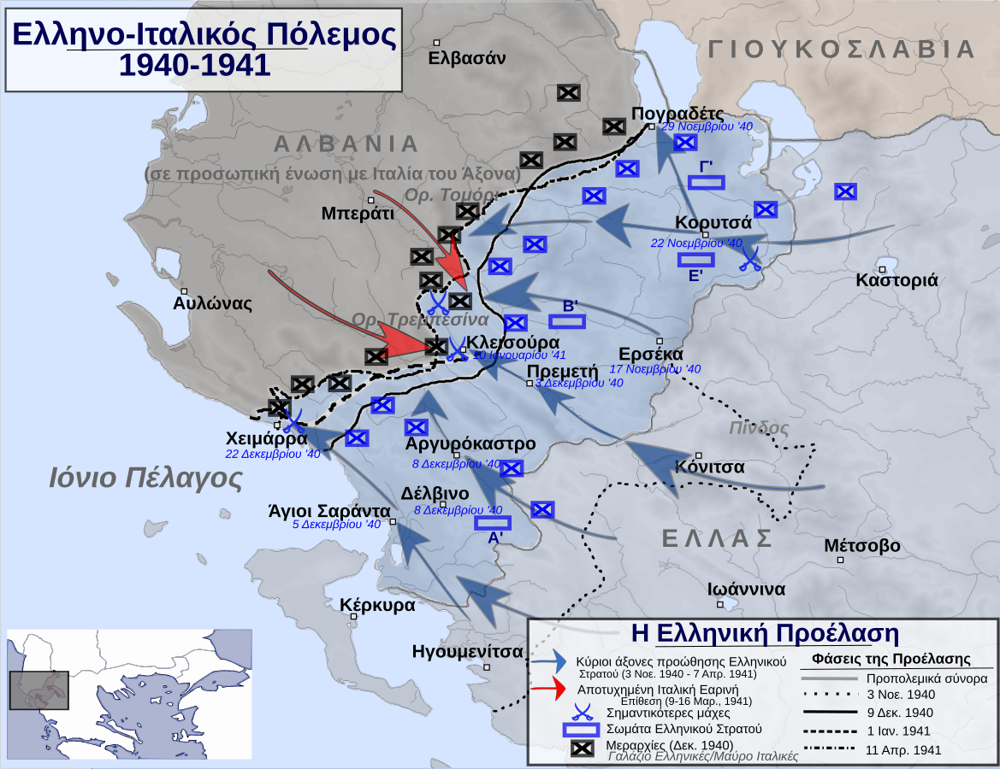 Ελληνο-Ιταλικός Πόλεμος
1940-1941
Ελβασάν
ΓΙΟΥΚΟΣΛΑΒΙΑ
Πογραδέτς
29 Νοεμβρίου '40
ΑΛΒΑΝΙΑ
(σε προσωπική ένωση με Ιταλία του Άξονα)
Γ'
Ορ. Τομόρι
Μπεράτι
Κορυτσά
22 Νοεμβρίου '40
Ε'
Καστοριά
Αυλώνας
Β'
Ορ. Τρεμπεσίνα
Κλεισούρα
10 Ιανουαρίου '41
Ερσέκα
17 Νοεμβρίου '40
Πρεμετή
3 Δεκεμβρίου '40
Πίνδος
Χειμάρρα
22 Δεκεμβρίου '40
Αργυρόκαστρο
8 Δεκεμβρίου '40
Κόνιτσα
Ιόνιο Πέλαγος
Δέλβινο
8 Δεκεμβρίου '40
Άγιοι Σαράντα
5 Δεκεμβρίου '40
Α'
ΕΛΛΑΣ
Μέτσοβο
Ιωάννινα
Κέρκυρα
Ηγουμενίτσα
Η Ελληνική Προέλαση
Κύριοι άξονες προώθησης Ελληνικού
Στρατού (3 Νοε. 1940 - 7 Απρ. 1941)
Αποτυχημένη Ιταλική Εαρινή
Επίθεση (9-16 Μαρ., 1941)
Σημαντικότερες μάχες
Σωμάτα Ελληνικού Στρατού
Μεραρχίες (Δεκ. 1940)
Γαλάζιο Ελληνικές/Μαύρο Ιταλικές
Φάσεις της Προέλασης
Προπολεμικά σύνορα
3 Νοε. 1940
9 Δεκ. 1940
1 Ιαν. 1941
11 Απρ. 1941